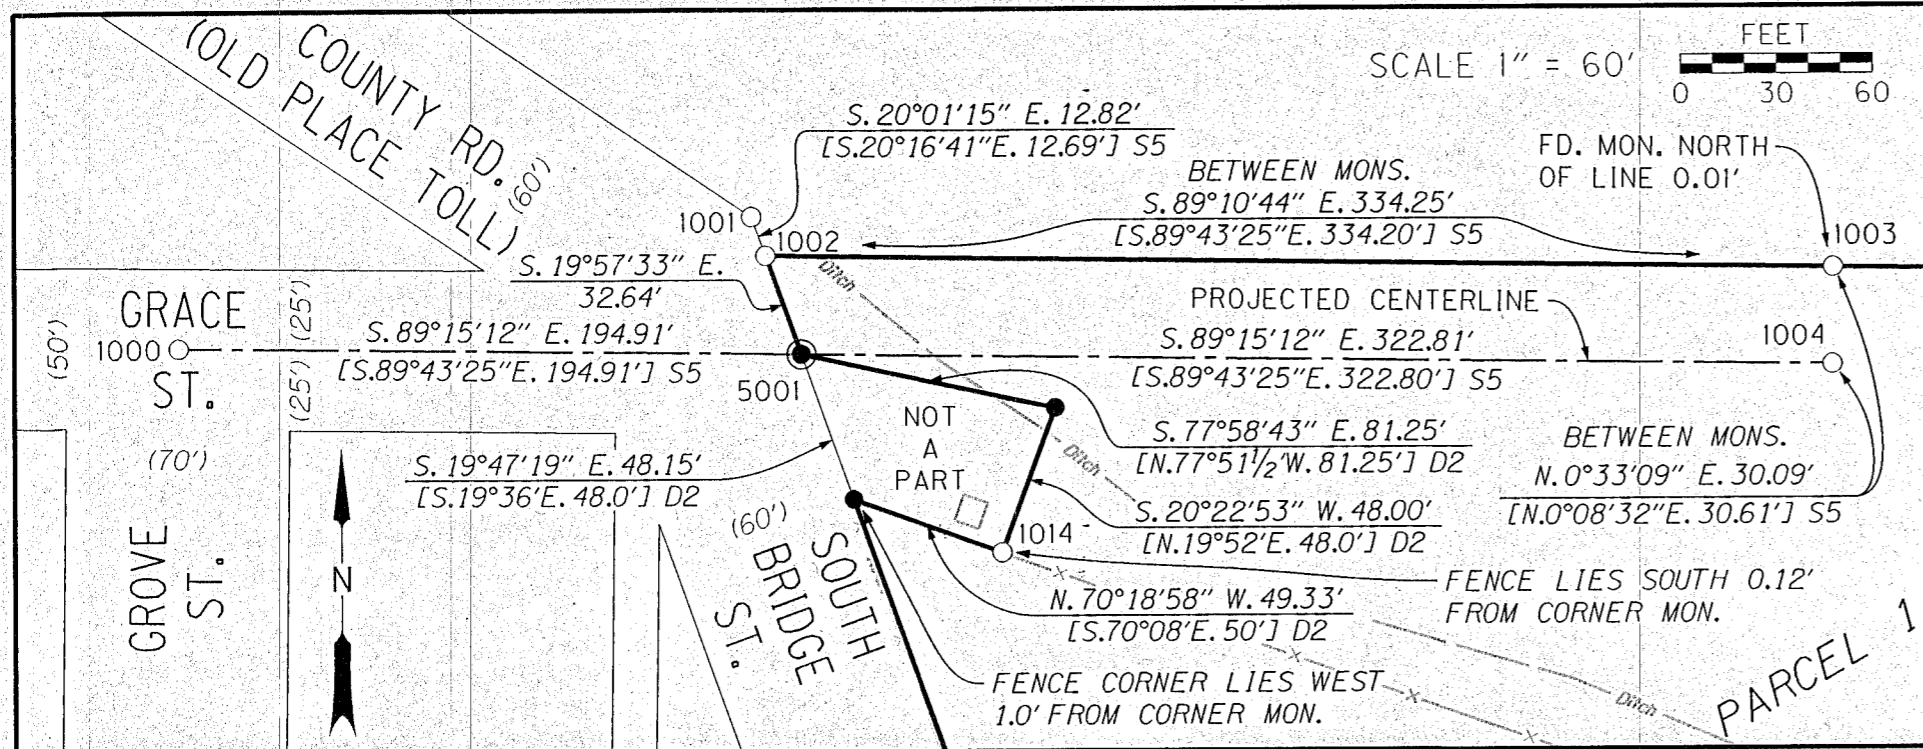 COUNTY RD. (60')
(OLD PLACE TOLL)
SCALE 1" = 60'
FEET
0 30 60
S. 20°01'15" E. 12.82'
[S.20°16'41"E. 12.69'] S5
FD. MON. NORTH
OF LINE 0.01'
BETWEEN MONS.
S. 89°10'44" E. 334.25'
[S.89°43'25"E. 334.20'] S5
1001
1002
1003
S. 19°57'33" E.
32.64'
GRACE
ST.
(50')
(25')
(25')
1000
S. 89°15'12" E. 194.91'
[S.89°43'25"E. 194.91'] S5
5001
Ditch
PROJECTED CENTERLINE
S. 89°15'12" E. 322.81'
[S.89°43'25"E. 322.80'] S5
1004
NOT
A
PART
S. 77°58'43" E. 81.25'
[N.77°51½'W. 81.25'] D2
BETWEEN MONS.
N. 0°33'09" E. 30.09'
[N.0°08'32"E. 30.61'] S5
(70')
GROVE
ST.
N
S. 19°47'19" E. 48.15'
[S.19°36'E. 48.0'] D2
Ditch
S. 20°22'53" W. 48.00'
[N.19°52'E. 48.0'] D2
1014
(60')
SOUTH
BRIDGE
ST.
N. 70°18'58" W. 49.33'
[S.70°08'E. 50'] D2
FENCE LIES SOUTH 0.12'
FROM CORNER MON.
FENCE CORNER LIES WEST
1.0' FROM CORNER MON.
x
x
x
x
Ditch
PARCEL 1